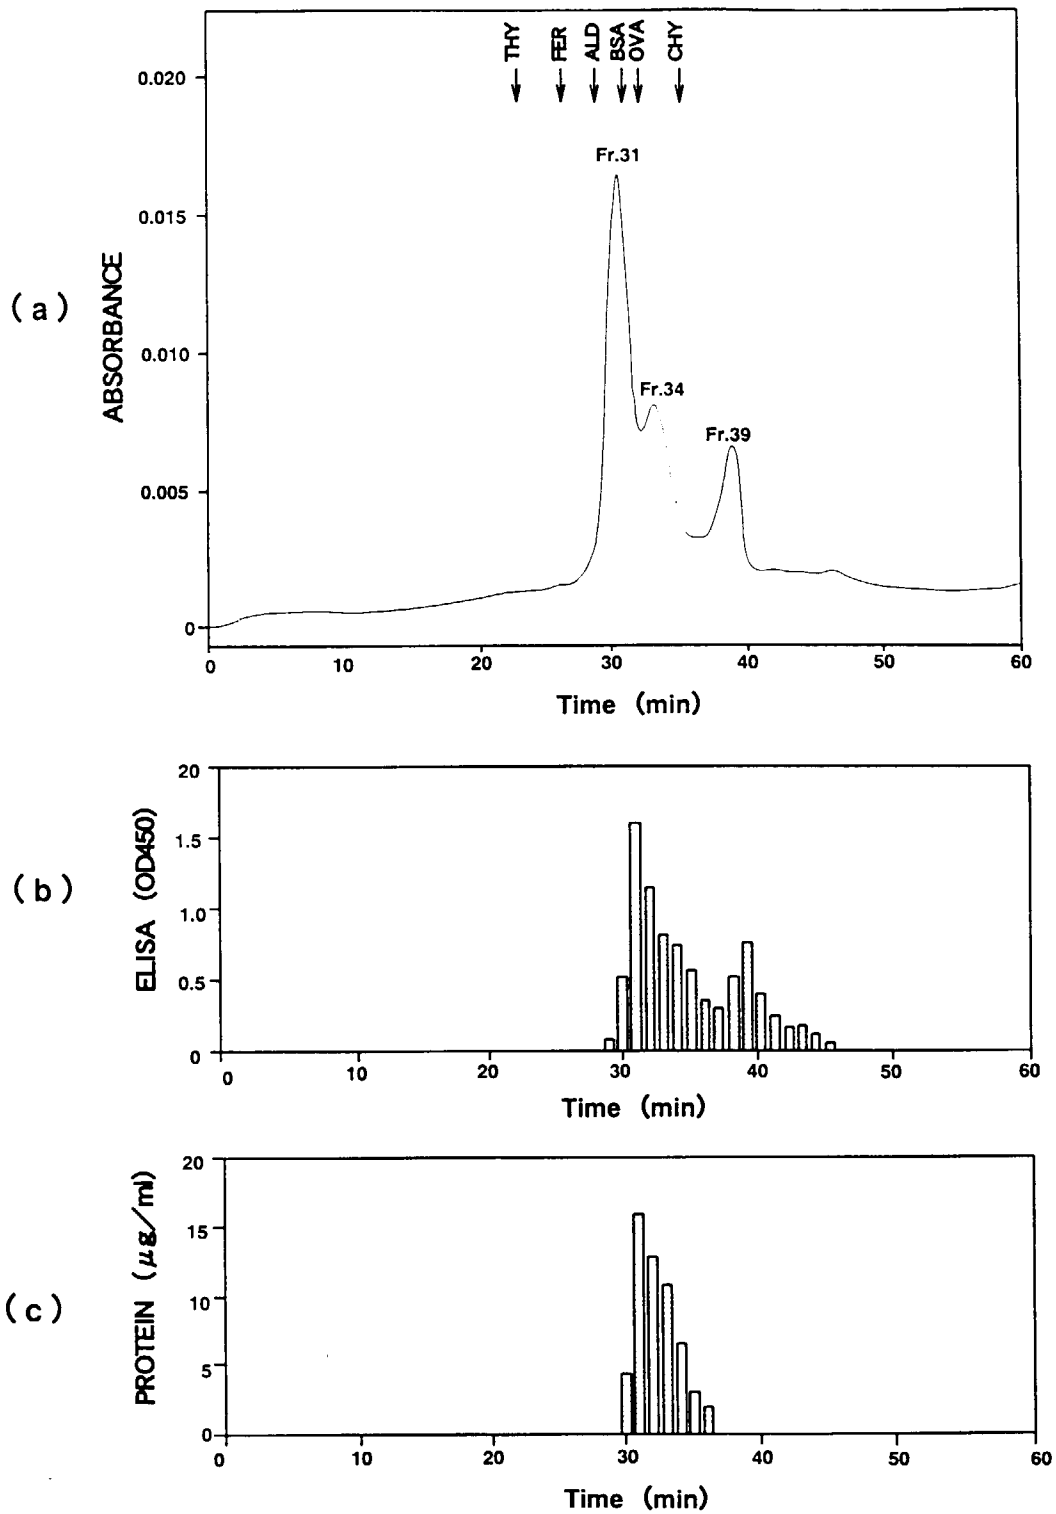 THY FER ALD BSA OVA CHY
0.020
Fr.31
0.015
(a)
ABSORBANCE
0.010
Fr.34
Fr.39
0.005
0
0 10 20 30 40 50 60
Time (min)
20
1.5
(b)
ELISA (OD450)
1.0
0.5
0
0 10 20 30 40 50 60
Time (min)
20
15
(c)
PROTEIN (μg/ml)
10
5
0
0 10 20 30 40 50 60
Time (min)